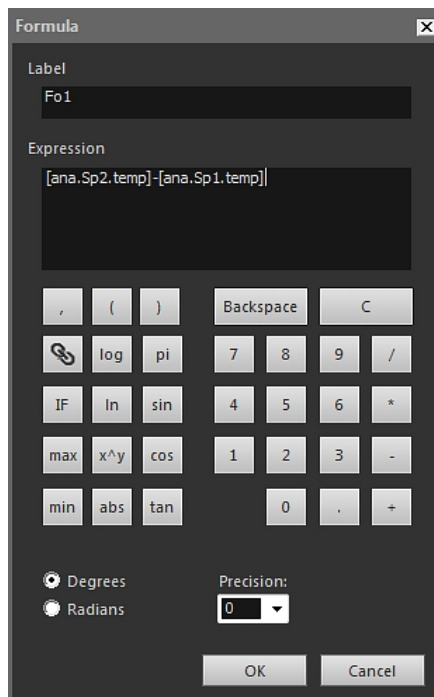 Formula
Label
Fo1
Expression
[ana.Sp2.temp]-[ana.Sp1.temp]
, ( ) Backspace C
log pi 7 8 9 /
IF ln sin 4 5 6 *
max x^y cos 1 2 3 -
min abs tan 0 . +
Degrees Precision:
Radians 0
OK Cancel